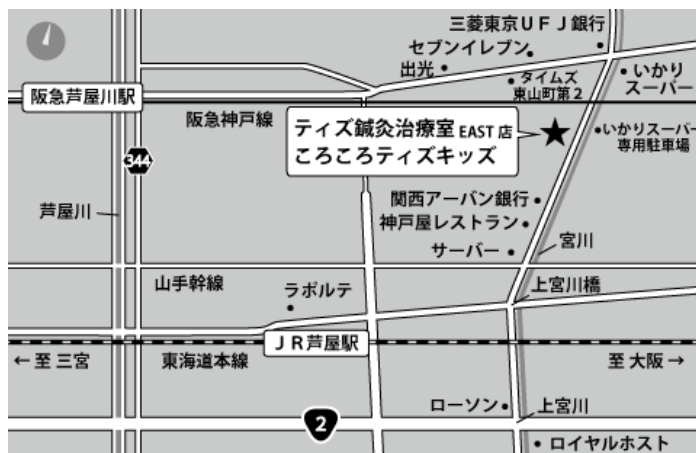 三菱東京ＵＦＪ銀行
セブンイレブン
出光
いかり
スーパー
タイムズ
東山町第２
阪急芦屋川駅
阪急神戸線
ティズ鍼灸治療室 EAST 店
ころころティズキッズ
いかりスーパー
専用駐車場
344
関西アーバン銀行
芦屋川
神戸屋レストラン
サーバー
宮川
山手幹線
ラポルテ
上宮川橋
ＪＲ芦屋駅
← 至 三宮
東海道本線
至 大阪 →
ローソン
上宮川
2
ロイヤルホスト